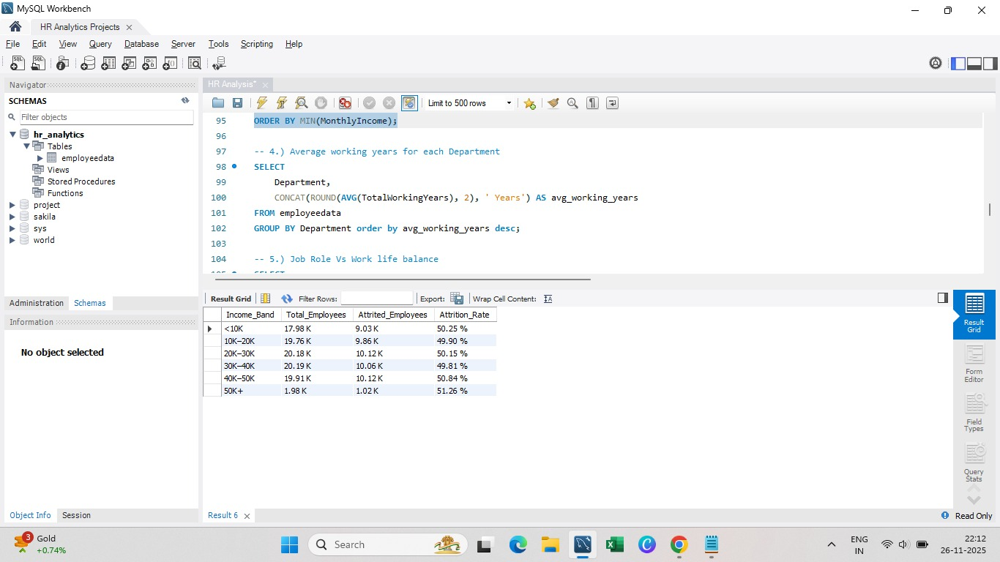 MySQL Workbench
HR Analytics Projects
File Edit View Query Database Server Tools Scripting Help
Navigator
SCHEMAS
Filter objects
hr_analytics
Tables
employeedata
Views
Stored Procedures
Functions
project
sakila
sys
world
Administration Schemas
Information
No object selected
Object Info Session
HR Analysis*
Limit to 500 rows
95 ORDER BY MIN(MonthlyIncome);
96
97 -- 4.) Average working years for each Department
98 SELECT
99 Department,
100 CONCAT(ROUND(AVG(TotalWorkingYears), 2), ' Years') AS avg_working_years
101 FROM employeedata
102 GROUP BY Department order by avg_working_years desc;
103
104 -- 5.) Job Role Vs Work life balance
Result Grid Filter Rows: Export: Wrap Cell Content:
Income_Band Total_Employees Attrited_Employees Attrition_Rate
<10K 17.98 K 9.03 K 50.25 %
10K–20K 19.76 K 9.86 K 49.90 %
20K–30K 20.18 K 10.12 K 50.15 %
30K–40K 20.19 K 10.06 K 49.81 %
40K–50K 19.91 K 10.12 K 50.84 %
50K+ 1.98 K 1.02 K 51.26 %
Result Grid
Form Editor
Field Types
Query Stats
Result 6
Read Only
3
Gold
+0.74%
Search
ENG
IN
22:12
26-11-2025